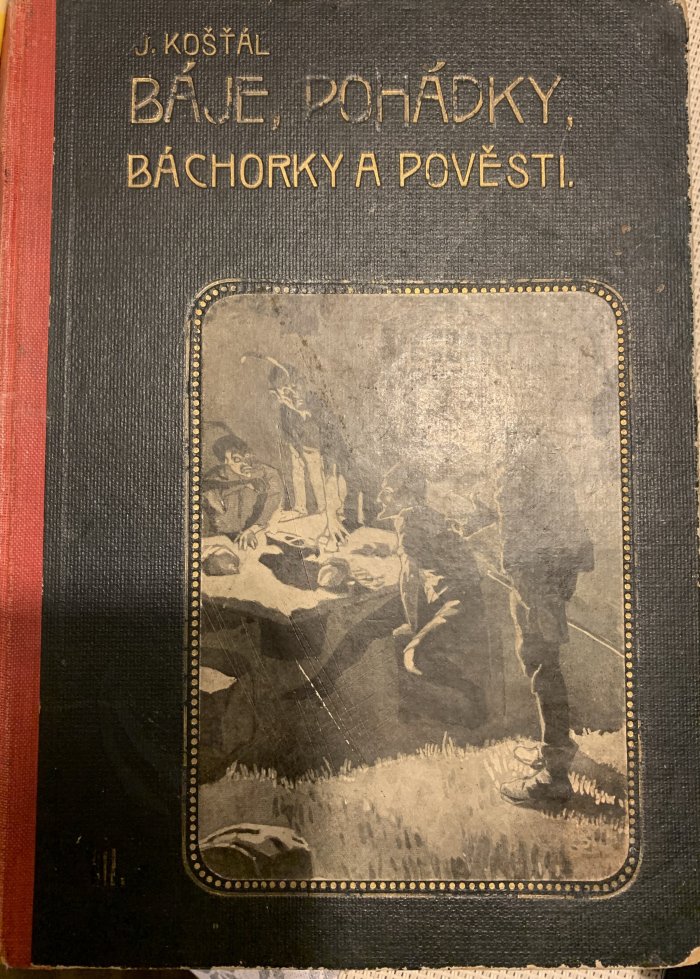 J. KOŠŤÁL
BÁJE, POHÁDKY,
BÁCHORKY A POVĚSTI.